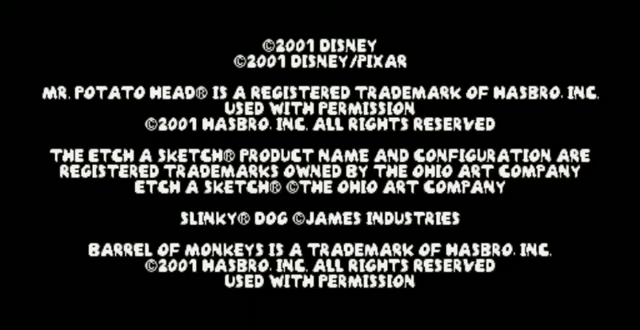 ©2001 DISNEY
©2001 DISNEY/PIXAR
MR. POTATO HEAD® IS A REGISTERED TRADEMARK OF HASBRO. INC.
USED WITH PERMISSION
©2001 HASBRO. INC. ALL RIGHTS RESERVED
THE ETCH A SKETCH® PRODUCT NAME AND CONFIGURATION ARE
REGISTERED TRADEMARKS OWNED BY THE OHIO ART COMPANY
ETCH A SKETCH® ©THE OHIO ART COMPANY
SLINKY® DOG ©JAMES INDUSTRIES
BARREL OF MONKEYS IS A TRADEMARK OF HASBRO. INC.
©2001 HASBRO. INC. ALL RIGHTS RESERVED
USED WITH PERMISSION